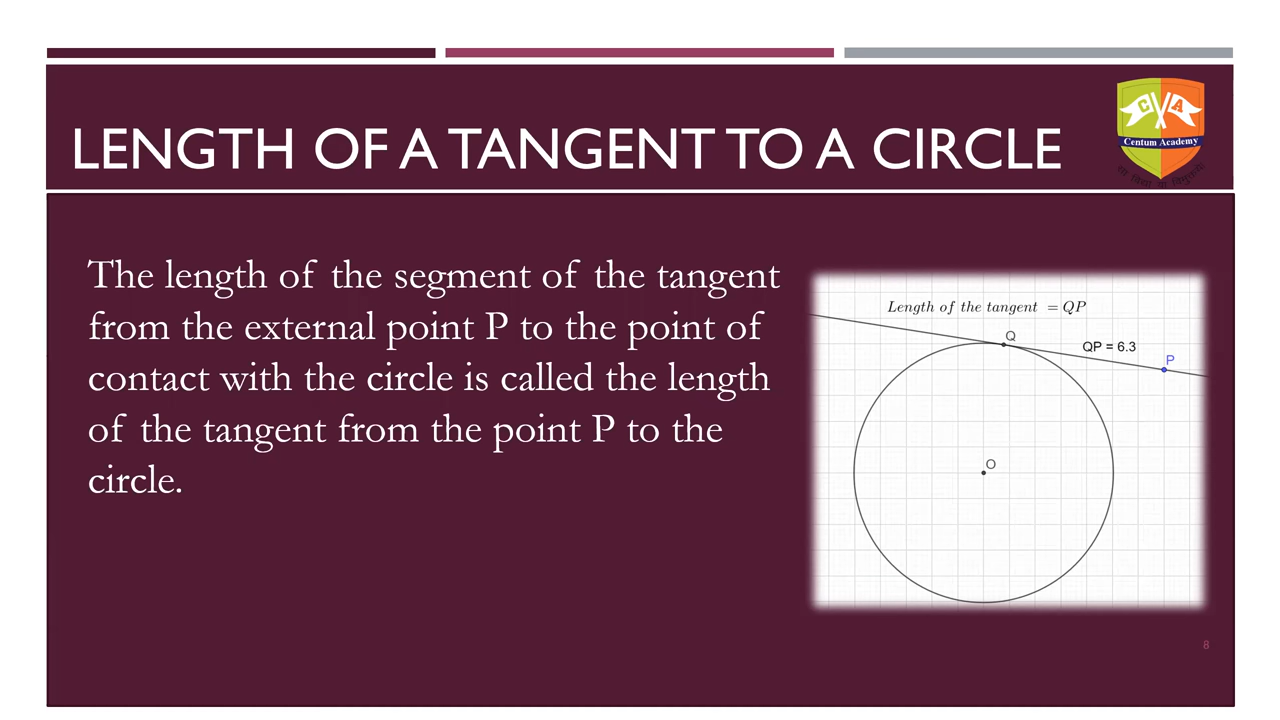 LENGTH OF A TANGENT TO A CIRCLE
C A
Centum Academy
The length of the segment of the tangent
from the external point P to the point of
contact with the circle is called the length
of the tangent from the point P to the
circle.
Length of the tangent = QP
Q
QP = 6.3
P
O
8